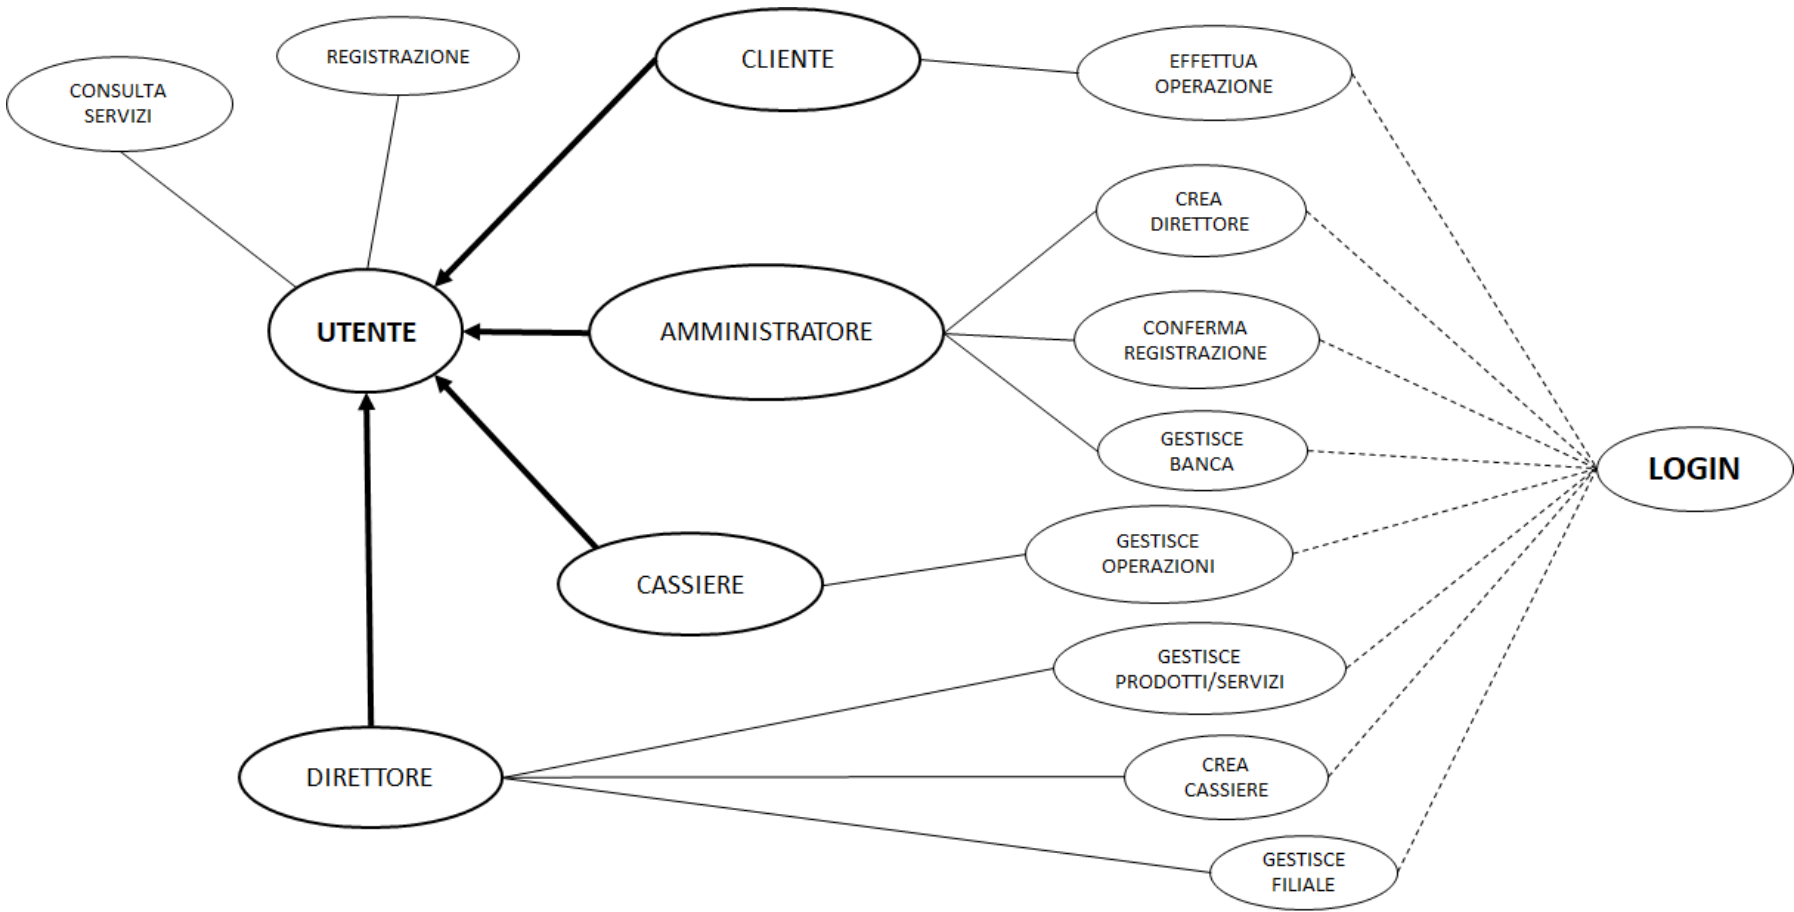 CLIENTE
REGISTRAZIONE
EFFETTUA
OPERAZIONE
CONSULTA
SERVIZI
CREA
DIRETTORE
UTENTE
AMMINISTRATORE
CONFERMA
REGISTRAZIONE
GESTISCE
BANCA
LOGIN
GESTISCE
OPERAZIONI
CASSIERE
GESTISCE
PRODOTTI/SERVIZI
DIRETTORE
CREA
CASSIERE
GESTISCE
FILIALE